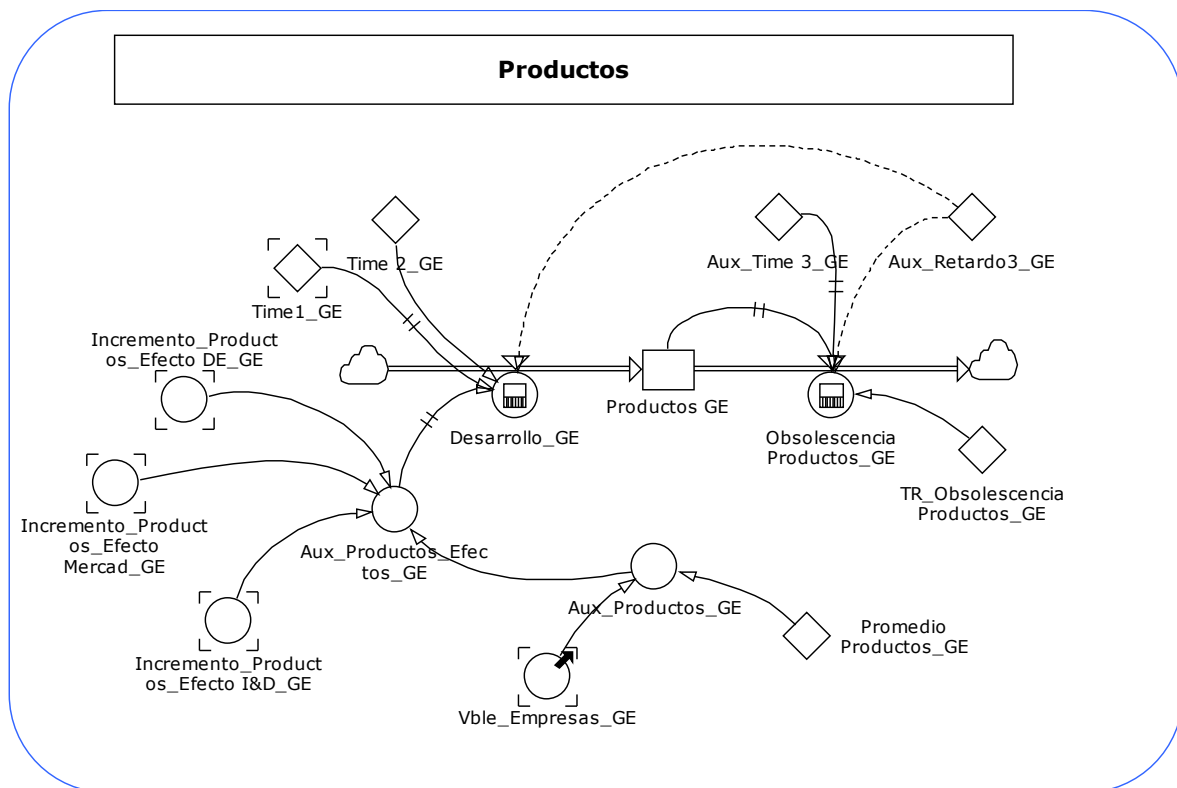 Productos
Time 2_GE
Aux_Time 3_GE
Aux_Retardo3_GE
Time1_GE
Incremento_Product
os_Efecto DE_GE
Productos GE
Desarrollo_GE
Obsolescencia
Productos_GE
TR_Obsolescencia
Productos_GE
Incremento_Product
os_Efecto
Mercad_GE
Aux_Productos_Efec
tos_GE
Aux_Productos_GE
Promedio
Productos_GE
Incremento_Product
os_Efecto I&D_GE
Vble_Empresas_GE